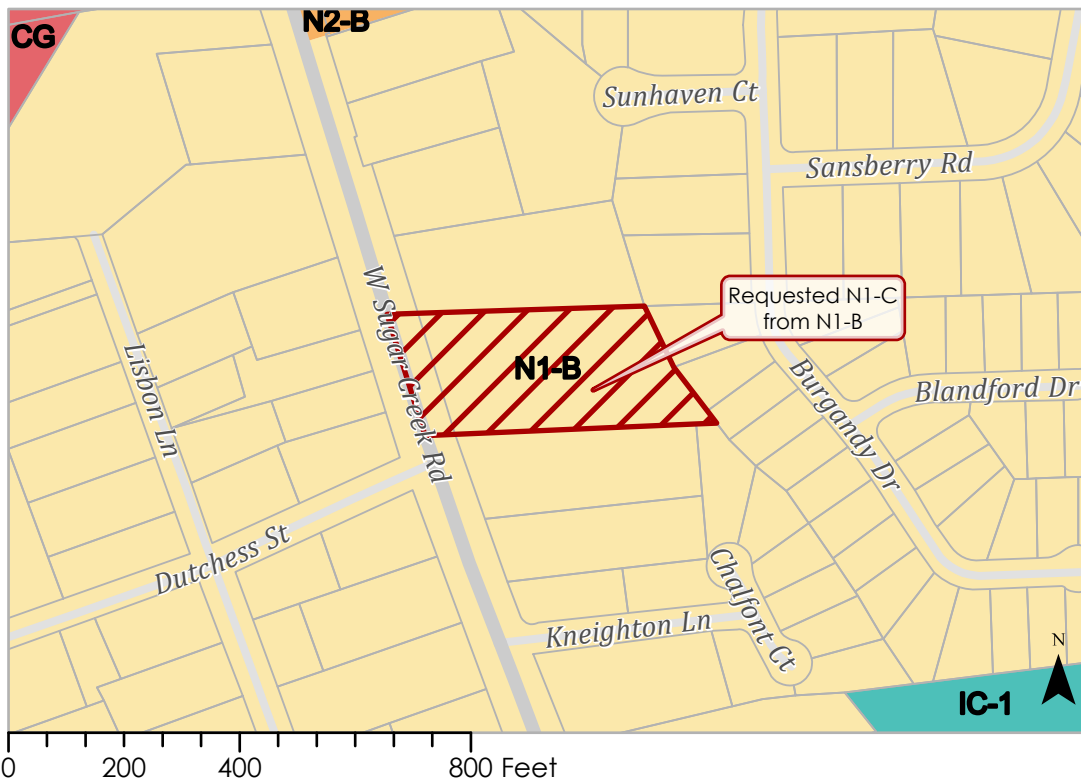 CG
N2-B
Sunhaven Ct
Sansberry Rd
W Sugar Creek Rd
Requested N1-C
from N1-B
N1-B
Lisbon Ln
Burgandy Dr
Blandford Dr
Dutchess St
Chalfont Ct
Kneighton Ln
N
IC-1
0 200 400 800 Feet